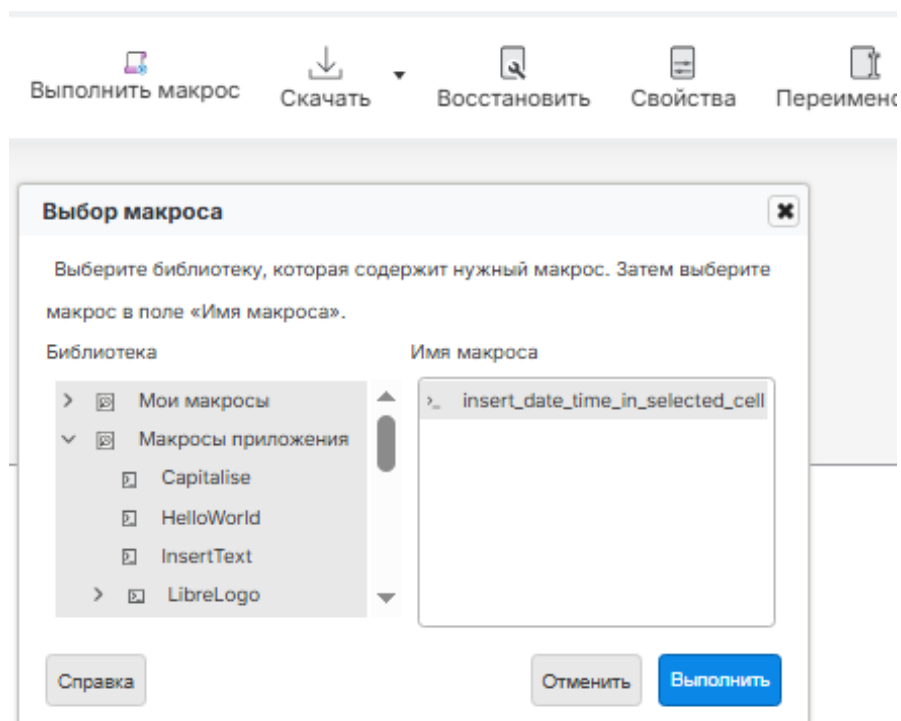 Выполнить макрос
Скачать
Восстановить
Свойства
Выбор макроса
Выберите библиотеку, которая содержит нужный макрос. Затем выберите
макрос в поле «Имя макроса».
Библиотека
Имя макроса
Мои макросы
insert_date_time_in_selected_cell
Макросы приложения
Capitalise
HelloWorld
InsertText
LibreLogo
Справка
Отменить
Выполнить